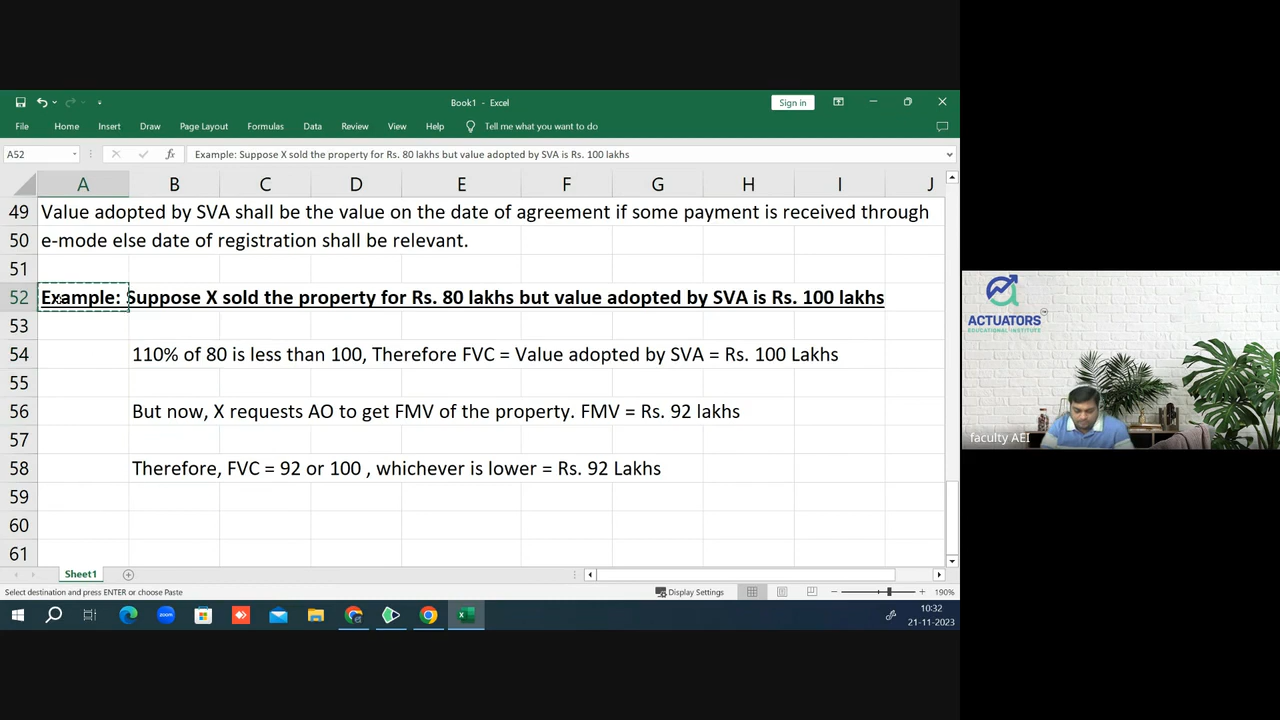 Book1 - Excel
Sign in
File Home Insert Draw Page Layout Formulas Data Review View Help Tell me what you want to do
A52 fx Example: Suppose X sold the property for Rs. 80 lakhs but value adopted by SVA is Rs. 100 lakhs
A B C D E F G H I J
49 Value adopted by SVA shall be the value on the date of agreement if some payment is received through
50 e-mode else date of registration shall be relevant.
51
52 Example: Suppose X sold the property for Rs. 80 lakhs but value adopted by SVA is Rs. 100 lakhs
53
54 110% of 80 is less than 100, Therefore FVC = Value adopted by SVA = Rs. 100 Lakhs
55
56 But now, X requests AO to get FMV of the property. FMV = Rs. 92 lakhs
57
58 Therefore, FVC = 92 or 100 , whichever is lower = Rs. 92 Lakhs
59
60
61
Sheet1
Select destination and press ENTER or choose Paste Display Settings 190%
zoom
10:32
21-11-2023
ACTUATORS
EDUCATIONAL INSTITUTE
faculty AEI